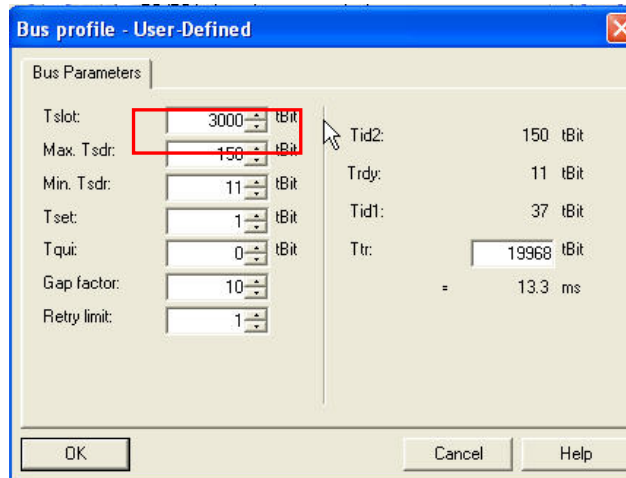 Bus profile - User-Defined
Bus Parameters
Tslot: 3000 tBit
Max. Tsdr: 150 tBit
Min. Tsdr: 11 tBit
Tset: 1 tBit
Tqui: 0 tBit
Gap factor: 10
Retry limit: 1
Tid2: 150 tBit
Trdy: 11 tBit
Tid1: 37 tBit
Ttr: 19968 tBit
= 13.3 ms
OK
Cancel
Help